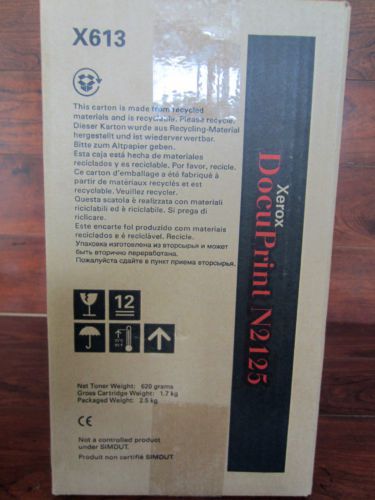 X613
This carton is made from recycled
materials and is recyclable. Please recycle.
Dieser Karton wurde aus Recycling-Material
hergestellt und ist wiederverwertbar.
Bitte zum Altpapier geben.
Esta caja está hecha de materiales
reciclados y es reciclable. Por favor, recicle.
Ce carton d'emballage a été fabriqué à
partir de matériaux recyclés et est
recyclable. Veuillez recycler.
Questa scatola è realizzata con materiali
riciclabili ed è riciclabile. Si prega di
riclicare.
Este encarte foi produzido com materiais
reciclados e é reciclável. Recicle.
Упаковка изготовлена из вторсырья и может
быть вторично переработана.
Пожалуйста сдайте в пункт приема вторсырья.
12
Net Toner Weight: 620 grams
Gross Cartridge Weight: 1.7 kg
Packaged Weight: 2.5 kg
CE
Not a controlled product
under SIMDUT.
Produit non certifié SIMDUT.
Xerox
DocuPrint N2125